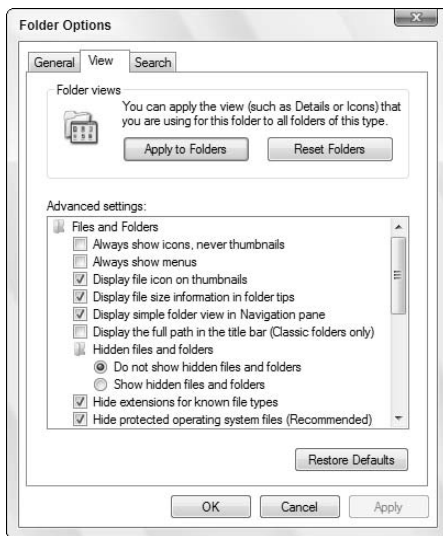 Folder Options
General View Search
Folder views
You can apply the view (such as Details or Icons) that
you are using for this folder to all folders of this type.
Apply to Folders Reset Folders
Advanced settings:
Files and Folders
Always show icons, never thumbnails
Always show menus
Display file icon on thumbnails
Display file size information in folder tips
Display simple folder view in Navigation pane
Display the full path in the title bar (Classic folders only)
Hidden files and folders
Do not show hidden files and folders
Show hidden files and folders
Hide extensions for known file types
Hide protected operating system files (Recommended)
Restore Defaults
OK Cancel Apply